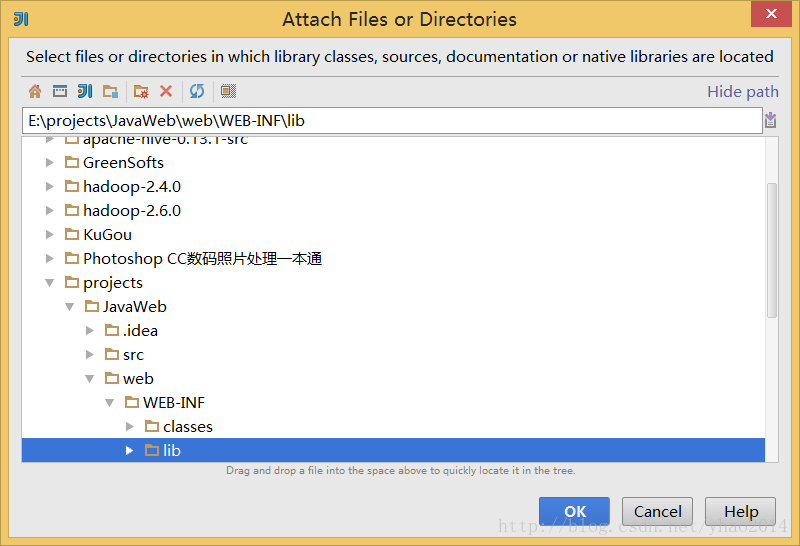 Attach Files or Directories
Select files or directories in which library classes, sources, documentation or native libraries are located
Hide path
E:\projects\JavaWeb\web\WEB-INF\lib
apache-hive-0.13.1-src
GreenSofts
hadoop-2.4.0
hadoop-2.6.0
KuGou
Photoshop CC数码照片处理一本通
projects
JavaWeb
.idea
src
web
WEB-INF
classes
lib
Drag and drop a file into the space above to quickly locate it in the tree.
OK Cancel Help
http://blog.csdn.net/yhao2014